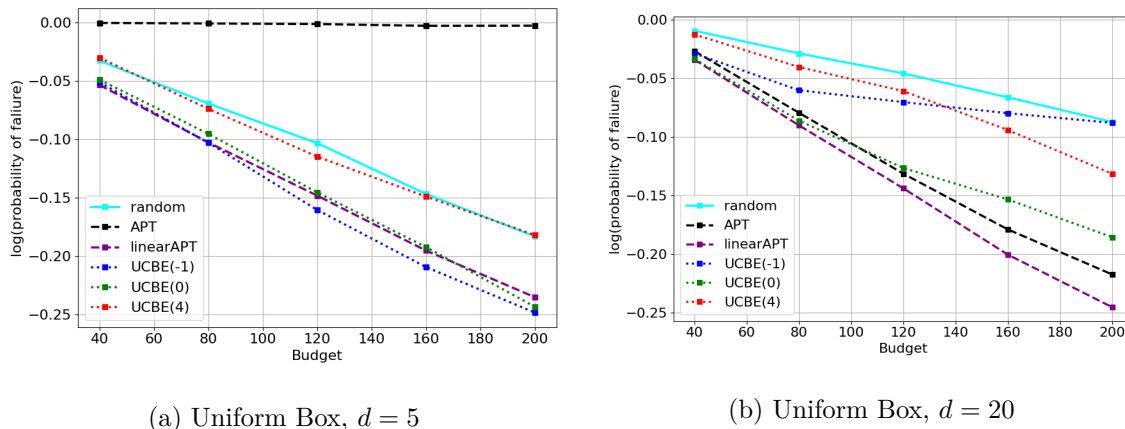 0.00
−0.05
−0.10
−0.15
−0.20
−0.25
log(probability of faliure)
random
APT
linearAPT
UCBE(-1)
UCBE(0)
UCBE(4)
40 60 80 100 120 140 160 180 200
Budget
(a) Uniform Box, d = 5
0.00
−0.05
−0.10
−0.15
−0.20
−0.25
log(probability of faliure)
random
APT
linearAPT
UCBE(-1)
UCBE(0)
UCBE(4)
40 60 80 100 120 140 160 180 200
Budget
(b) Uniform Box, d = 20